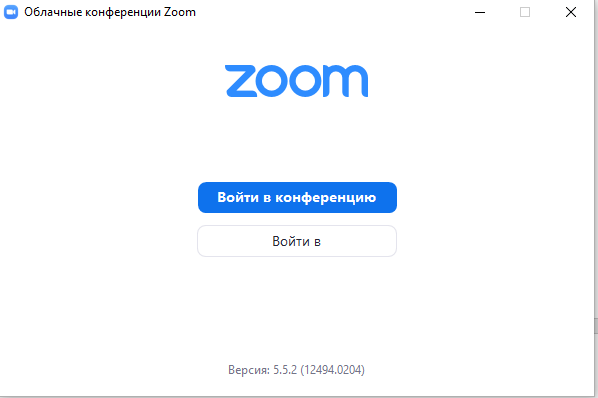 Облачные конференции Zoom
zoom
Войти в конференцию
Войти в
Версия: 5.5.2 (12494.0204)